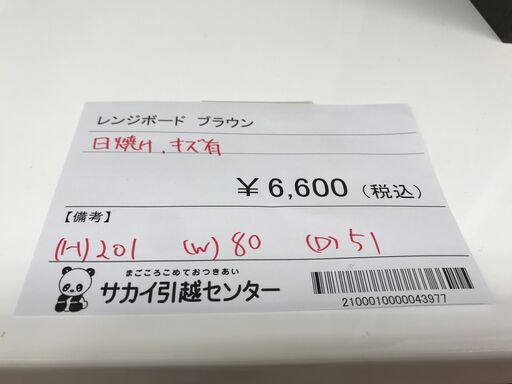 レンジボード ブラウン
日焼け、キズ有
¥6,600（税込）
【備考】
(H)201 (W)80 (D)51
まごころこめておつきあい
サカイ引越センター
2100010000043977